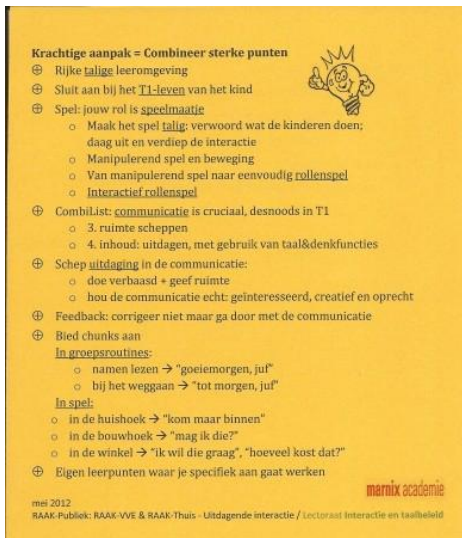 Krachtige aanpak = Combineer sterke punten
⊕ Rijke talige leeromgeving
⊕ Sluit aan bij het T1-leven van het kind
⊕ Spel: jouw rol is speelmaatje
o Maak het spel talig: verwoord wat de kinderen doen;
daag uit en verdiep de interactie
o Manipulerend spel en beweging
o Van manipulerend spel naar eenvoudig rollenspel
o Interactief rollenspel
⊕ CombiList: communicatie is cruciaal, desnoods in T1
o 3. ruimte scheppen
o 4. inhoud: uitdagen, met gebruik van taal&denkfuncties
⊕ Schep uitdaging in de communicatie:
o doe verbaasd + geef ruimte
o hou de communicatie echt: geïnteresseerd, creatief en oprecht
⊕ Feedback: corrigeer niet maar ga door met de communicatie
⊕ Bied chunks aan
In groepsroutines:
o namen lezen → "goeiemorgen, juf"
o bij het weggaan → "tot morgen, juf"
In spel:
o in de huishoek → "kom maar binnen"
o in de bouwhoek → "mag ik die?"
o in de winkel → "ik wil die graag", "hoeveel kost dat?"
⊕ Eigen leerpunten waar je specifiek aan gaat werken
marnix academie
mei 2012
RAAK-Publiek: RAAK-VVE & RAAK-Thuis - Uitdagende interactie / Lectoraat Interactie en taalbeleid